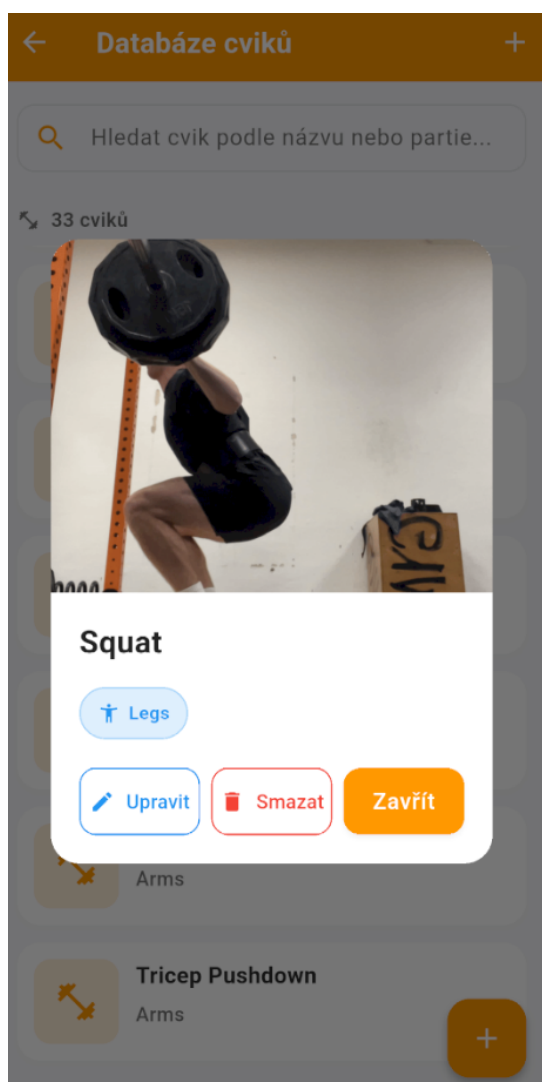 Databáze cviků
Hledat cvik podle názvu nebo partie...
33 cviků
Squat
Legs
Upravit
Smazat
Zavřít
Arms
Tricep Pushdown
Arms